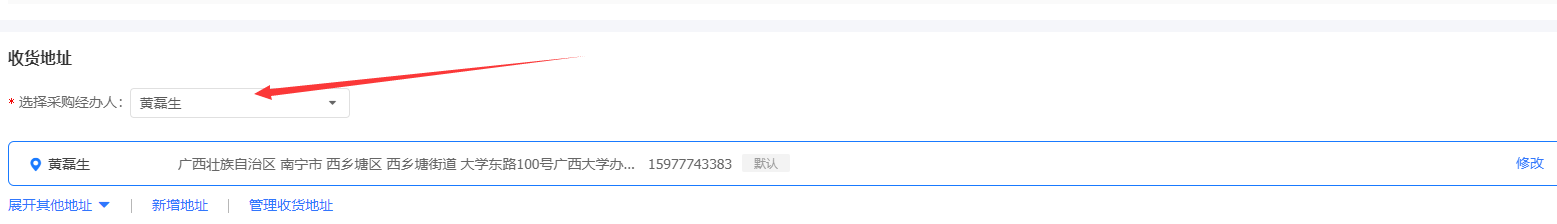 收货地址
* 选择采购经办人： 黄磊生
黄磊生 广西壮族自治区 南宁市 西乡塘区 西乡塘街道 大学东路100号广西大学办... 15977743383 默认 修改
展开其他地址 新增地址 管理收货地址